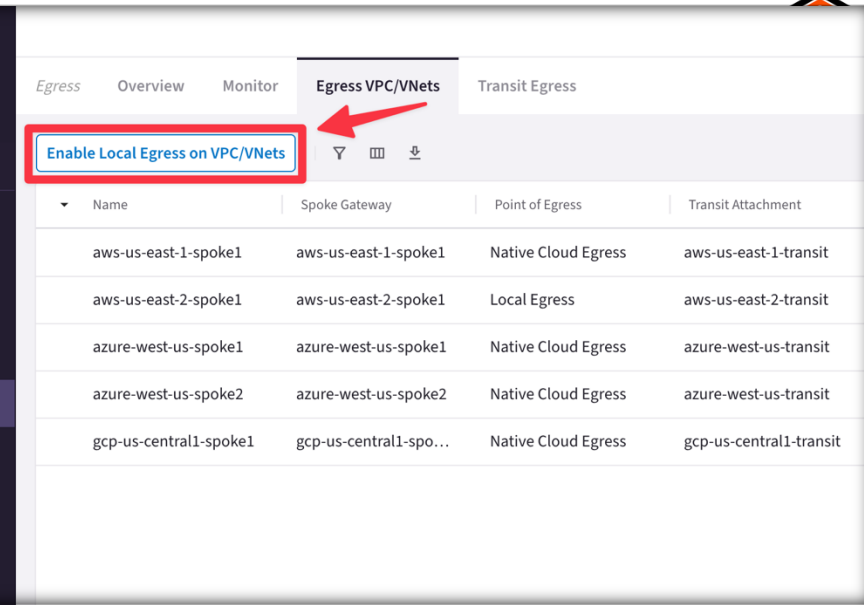 Egress Overview Monitor Egress VPC/VNets Transit Egress
Enable Local Egress on VPC/VNets
Name Spoke Gateway Point of Egress Transit Attachment
aws-us-east-1-spoke1 aws-us-east-1-spoke1 Native Cloud Egress aws-us-east-1-transit
aws-us-east-2-spoke1 aws-us-east-2-spoke1 Local Egress aws-us-east-2-transit
azure-west-us-spoke1 azure-west-us-spoke1 Native Cloud Egress azure-west-us-transit
azure-west-us-spoke2 azure-west-us-spoke2 Native Cloud Egress azure-west-us-transit
gcp-us-central1-spoke1 gcp-us-central1-spo... Native Cloud Egress gcp-us-central1-transit